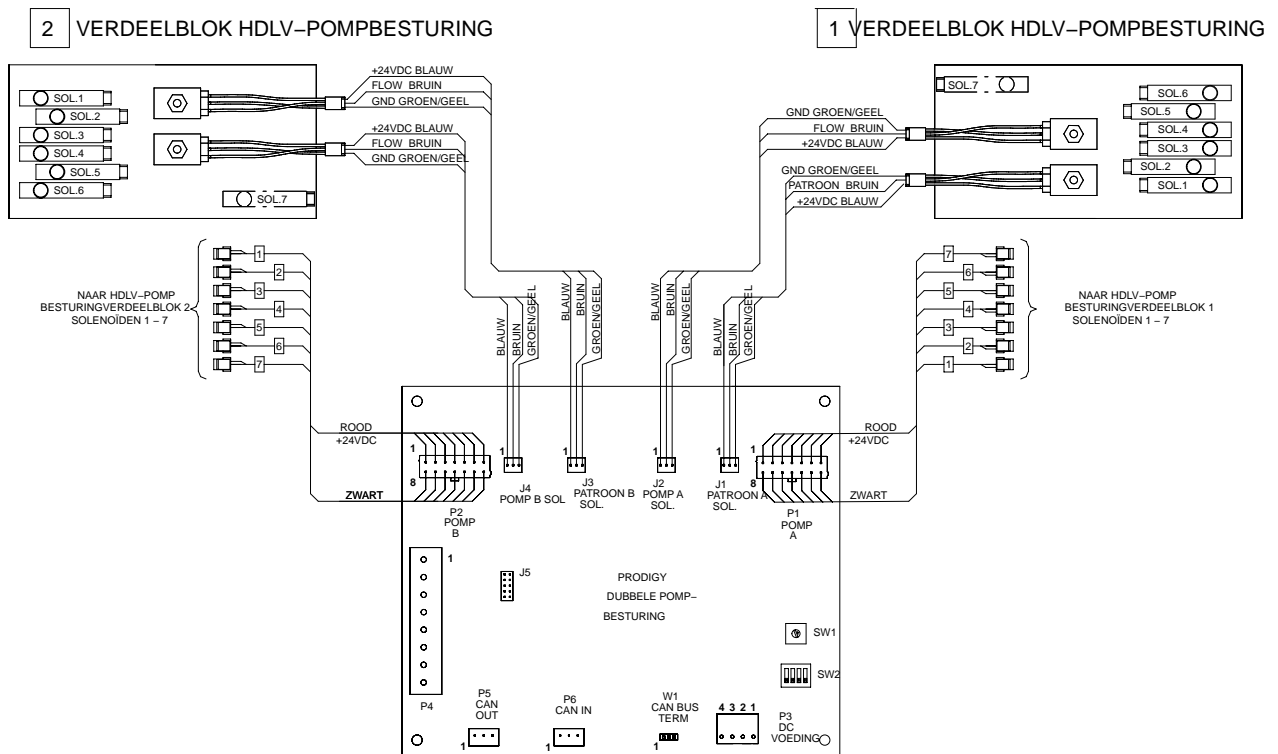 2 VERDEELBLOK HDLV–POMPBESTURING
1 VERDEELBLOK HDLV–POMPBESTURING
SOL.1
SOL.2
SOL.3
SOL.4
SOL.5
SOL.6
SOL.7
+24VDC BLAUW
FLOW BRUIN
GND GROEN/GEEL
+24VDC BLAUW
FLOW BRUIN
GND GROEN/GEEL
GND GROEN/GEEL
FLOW BRUIN
+24VDC BLAUW
GND GROEN/GEEL
PATROON BRUIN
+24VDC BLAUW
SOL.7
SOL.6
SOL.5
SOL.4
SOL.3
SOL.2
SOL.1
NAAR HDLV–POMP
BESTURINGVERDEELBLOK 2
SOLENOÏDEN 1 – 7
1
2
3
4
5
6
7
BLAUW
BRUIN
GROEN/GEEL
BLAUW
BRUIN
GROEN/GEEL
BLAUW
BRUIN
GROEN/GEEL
BLAUW
BRUIN
GROEN/GEEL
7
6
5
4
3
2
1
NAAR HDLV–POMP
BESTURINGVERDEELBLOK 1
SOLENOÏDEN 1 – 7
ROOD
+24VDC
ZWART
ROOD
+24VDC
ZWART
1
8
P2
POMP
B
1
J4
POMP B SOL
1
J3
PATROON B
SOL.
1
J2
POMP A
SOL.
1
J1
PATROON A
SOL.
1
8
P1
POMP
A
1
P4
J5
PRODIGY
DUBBELE POMP–
BESTURING
SW1
SW2
P5
CAN
OUT
1
P6
CAN IN
1
W1
CAN BUS
TERM
1
4 3 2 1
P3
DC
VOEDING